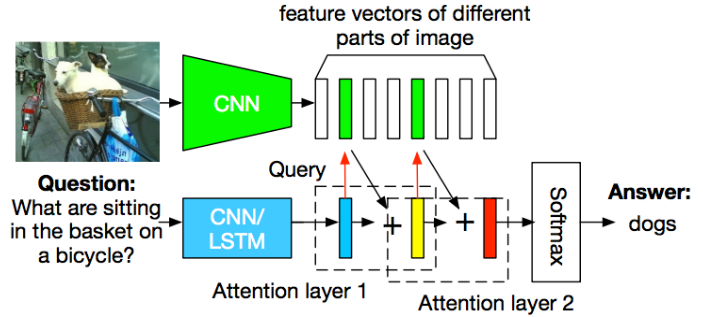 feature vectors of different
parts of image
CNN
Query
Question:
What are sitting
in the basket on
a bicycle?
CNN/
LSTM
+
+
Softmax
Answer:
dogs
Attention layer 1
Attention layer 2